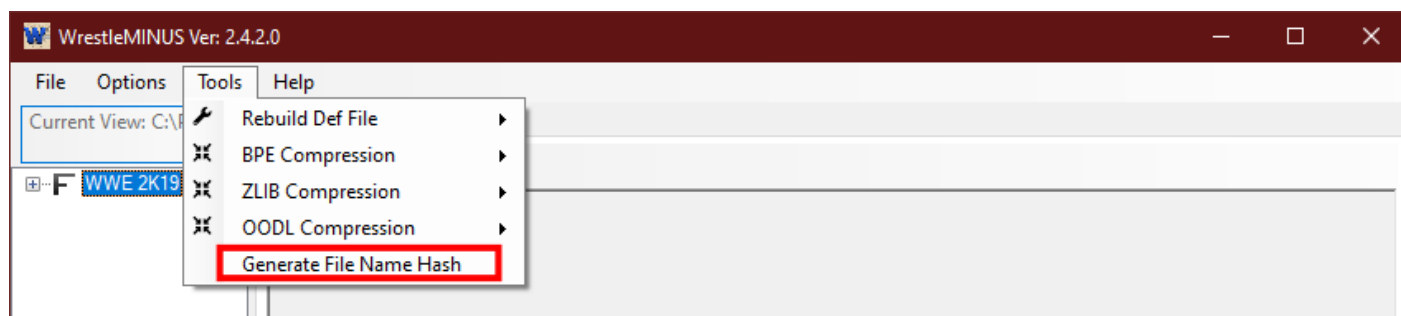 WrestleMINUS Ver: 2.4.2.0
File Options Tools Help
Current View: C:\
Rebuild Def File
BPE Compression
WWE 2K19
ZLIB Compression
OODL Compression
Generate File Name Hash